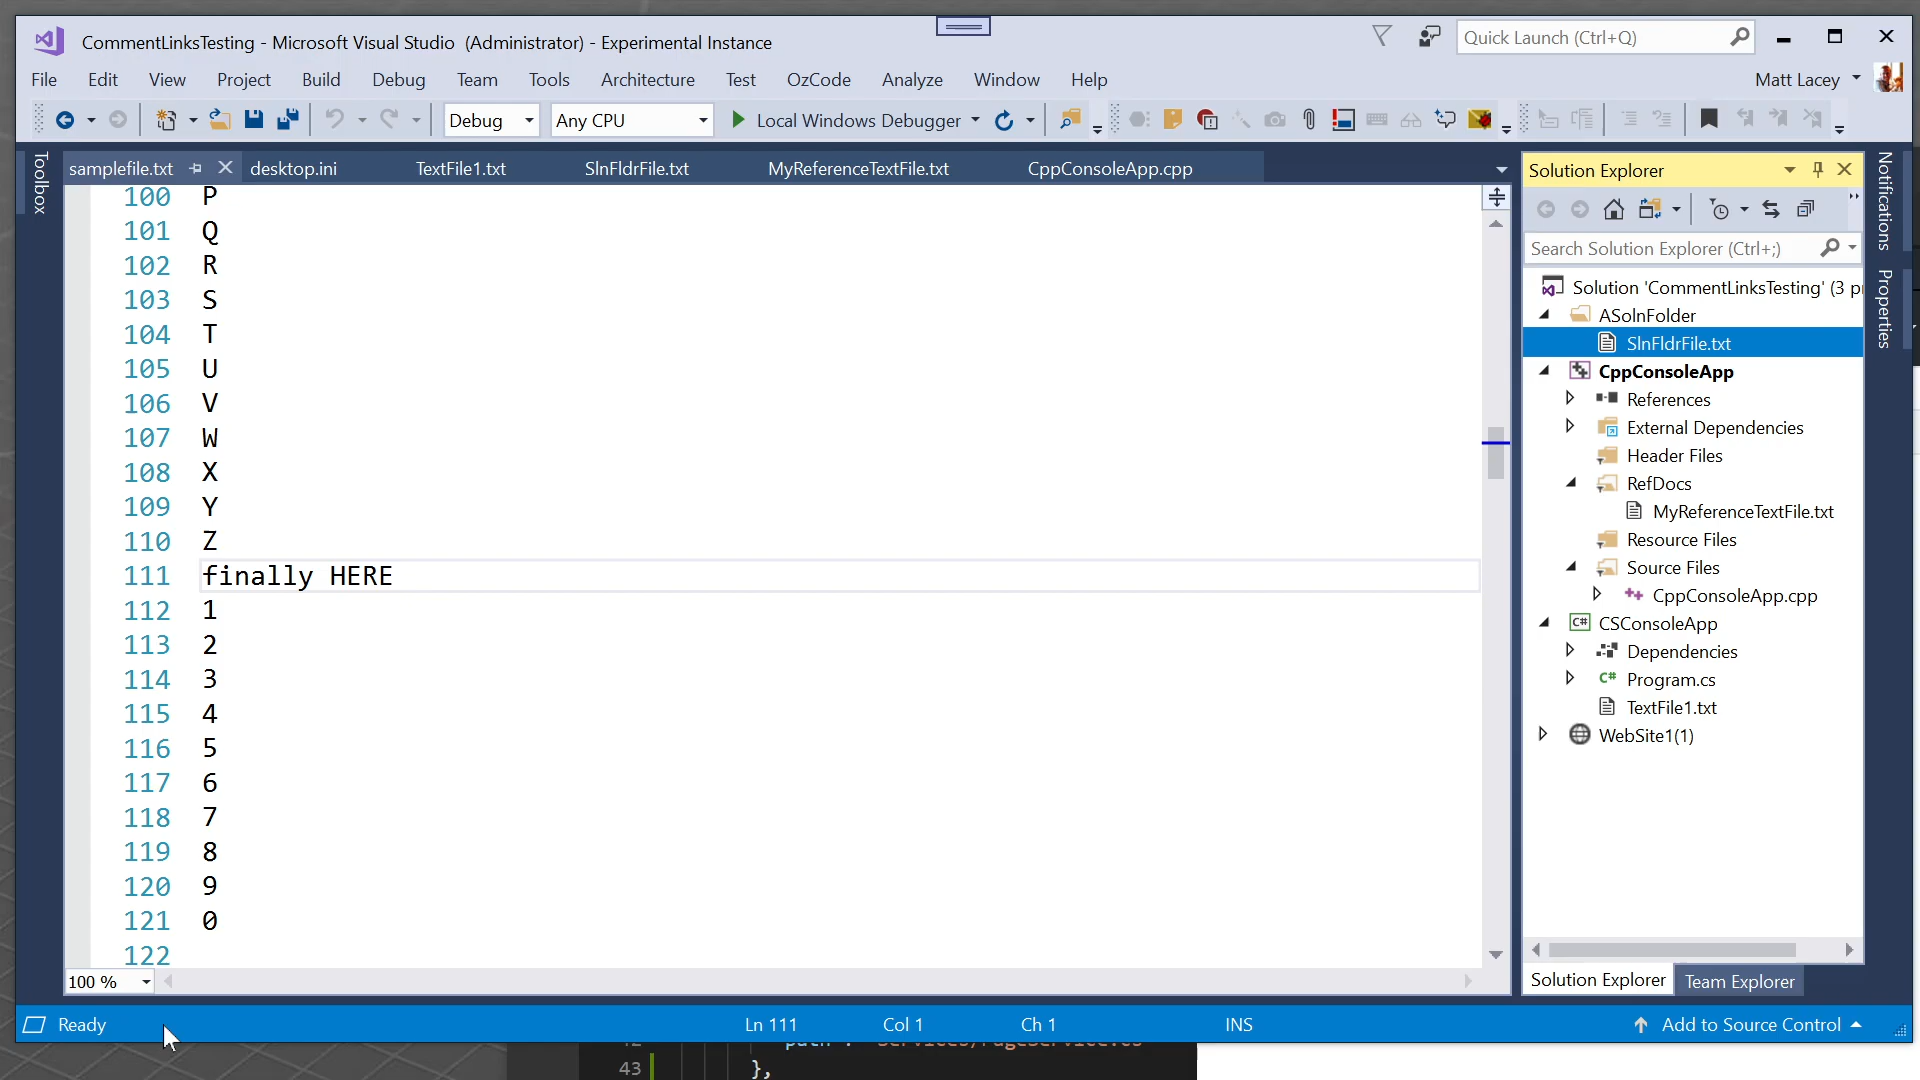 CommentLinksTesting - Microsoft Visual Studio (Administrator) - Experimental Instance
Quick Launch (Ctrl+Q)
File Edit View Project Build Debug Team Tools Architecture Test OzCode Analyze Window Help
Matt Lacey
Debug Any CPU Local Windows Debugger
Toolbox
samplefile.txt desktop.ini TextFile1.txt SlnFldrFile.txt MyReferenceTextFile.txt CppConsoleApp.cpp
100 P
101 Q
102 R
103 S
104 T
105 U
106 V
107 W
108 X
109 Y
110 Z
111 finally HERE
112 1
113 2
114 3
115 4
116 5
117 6
118 7
119 8
120 9
121 0
122
100 %
Solution Explorer
Search Solution Explorer (Ctrl+;)
Solution 'CommentLinksTesting' (3 p
ASolnFolder
SlnFldrFile.txt
CppConsoleApp
References
External Dependencies
Header Files
RefDocs
MyReferenceTextFile.txt
Resource Files
Source Files
CppConsoleApp.cpp
CSConsoleApp
Dependencies
Program.cs
TextFile1.txt
WebSite1(1)
Solution Explorer Team Explorer
Notifications
Properties
Ready Ln 111 Col 1 Ch 1 INS Add to Source Control
43 },